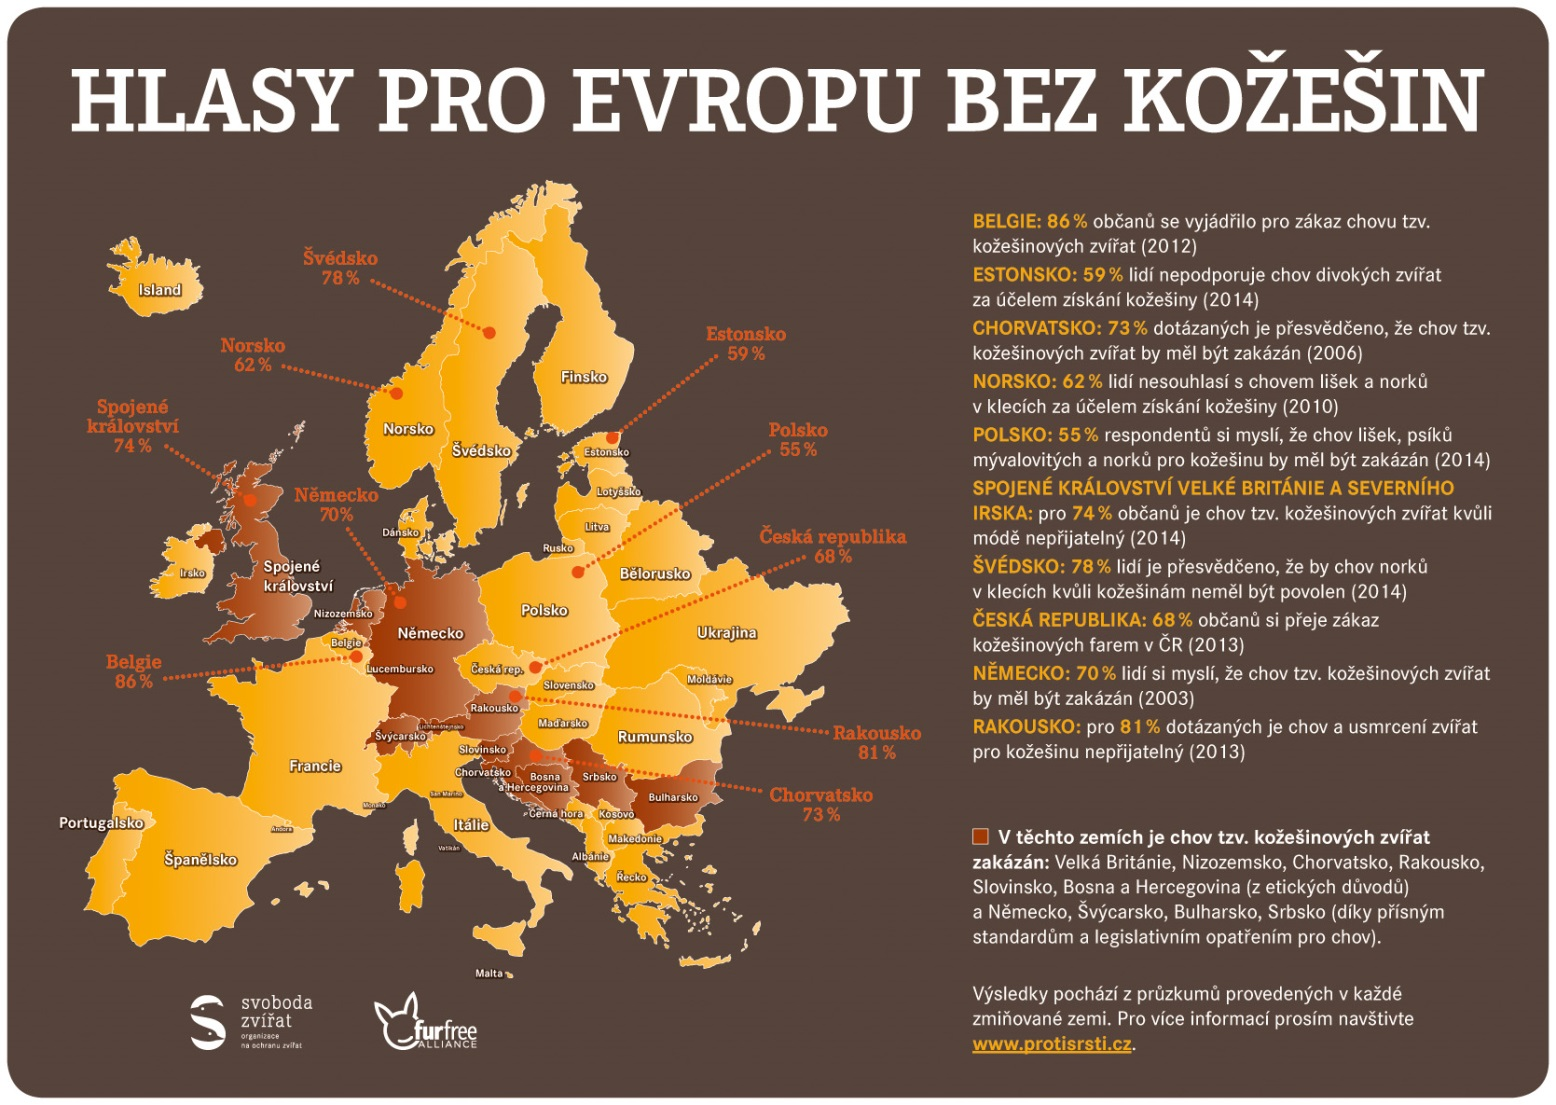 HLASY PRO EVROPU BEZ KOŽEŠIN
Island
Švédsko
78 %
Norsko
62 %
Spojené
království
74 %
Německo
70%
Belgie
86 %
Estonsko
59 %
Polsko
55 %
Česká republika
68 %
Rakousko
81 %
Chorvatsko
73 %
Finsko
Norsko
Švédsko
Estonsko
Lotyšsko
Litva
Rusko
Dánsko
Irsko
Spojené
království
Nizozemsko
Belgie
Lucembursko
Německo
Polsko
Bělorusko
Ukrajina
Moldávie
Česká rep.
Slovensko
Rakousko
Maďarsko
Rumunsko
Lichtenštejnsko
Švýcarsko
Slovinsko
Chorvatsko
Bosna
a Hercegovina
Srbsko
Bulharsko
Černá hora
Kosovo
Makedonie
Albánie
Řecko
Francie
Monako
San Marino
Itálie
Vatikán
Andora
Portugalsko
Španělsko
Malta
BELGIE: 86 % občanů se vyjádřilo pro zákaz chovu tzv.
kožešinových zvířat (2012)
ESTONSKO: 59 % lidí nepodporuje chov divokých zvířat
za účelem získání kožešiny (2014)
CHORVATSKO: 73 % dotázaných je přesvědčeno, že chov tzv.
kožešinových zvířat by měl být zakázán (2006)
NORSKO: 62 % lidí nesouhlasí s chovem lišek a norků
v klecích za účelem získání kožešiny (2010)
POLSKO: 55 % respondentů si myslí, že chov lišek, psíků
mývalovitých a norků pro kožešinu by měl být zakázán (2014)
SPOJENÉ KRÁLOVSTVÍ VELKÉ BRITÁNIE A SEVERNÍHO
IRSKA: pro 74 % občanů je chov tzv. kožešinových zvířat kvůli
módě nepřijatelný (2014)
ŠVÉDSKO: 78 % lidí je přesvědčeno, že by chov norků
v klecích kvůli kožešinám neměl být povolen (2014)
ČESKÁ REPUBLIKA: 68 % občanů si přeje zákaz
kožešinových farem v ČR (2013)
NĚMECKO: 70 % lidí si myslí, že chov tzv. kožešinových zvířat
by měl být zakázán (2003)
RAKOUSKO: pro 81 % dotázaných je chov a usmrcení zvířat
pro kožešinu nepřijatelný (2013)
V těchto zemích je chov tzv. kožešinových zvířat
zakázán: Velká Británie, Nizozemsko, Chorvatsko, Rakousko,
Slovinsko, Bosna a Hercegovina (z etických důvodů)
a Německo, Švýcarsko, Bulharsko, Srbsko (díky přísným
standardům a legislativním opatřením pro chov).
Výsledky pochází z průzkumů provedených v každé
zmiňované zemi. Pro více informací prosím navštivte
www.protisrsti.cz.
svoboda
zvířat
organizace
na ochranu zvířat
furfree
ALLIANCE